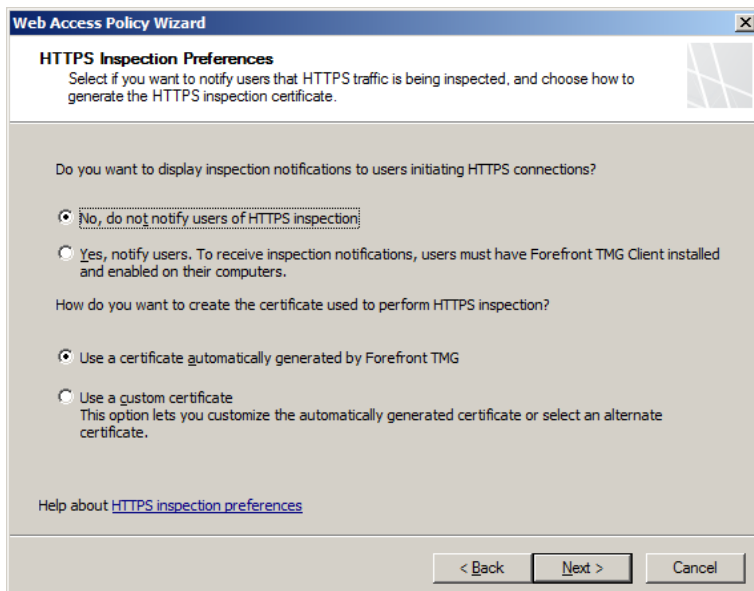 Web Access Policy Wizard
HTTPS Inspection Preferences
Select if you want to notify users that HTTPS traffic is being inspected, and choose how to
generate the HTTPS inspection certificate.
Do you want to display inspection notifications to users initiating HTTPS connections?
No, do not notify users of HTTPS inspection
Yes, notify users. To receive inspection notifications, users must have Forefront TMG Client installed
and enabled on their computers.
How do you want to create the certificate used to perform HTTPS inspection?
Use a certificate automatically generated by Forefront TMG
Use a custom certificate
This option lets you customize the automatically generated certificate or select an alternate
certificate.
Help about HTTPS inspection preferences
< Back Next > Cancel